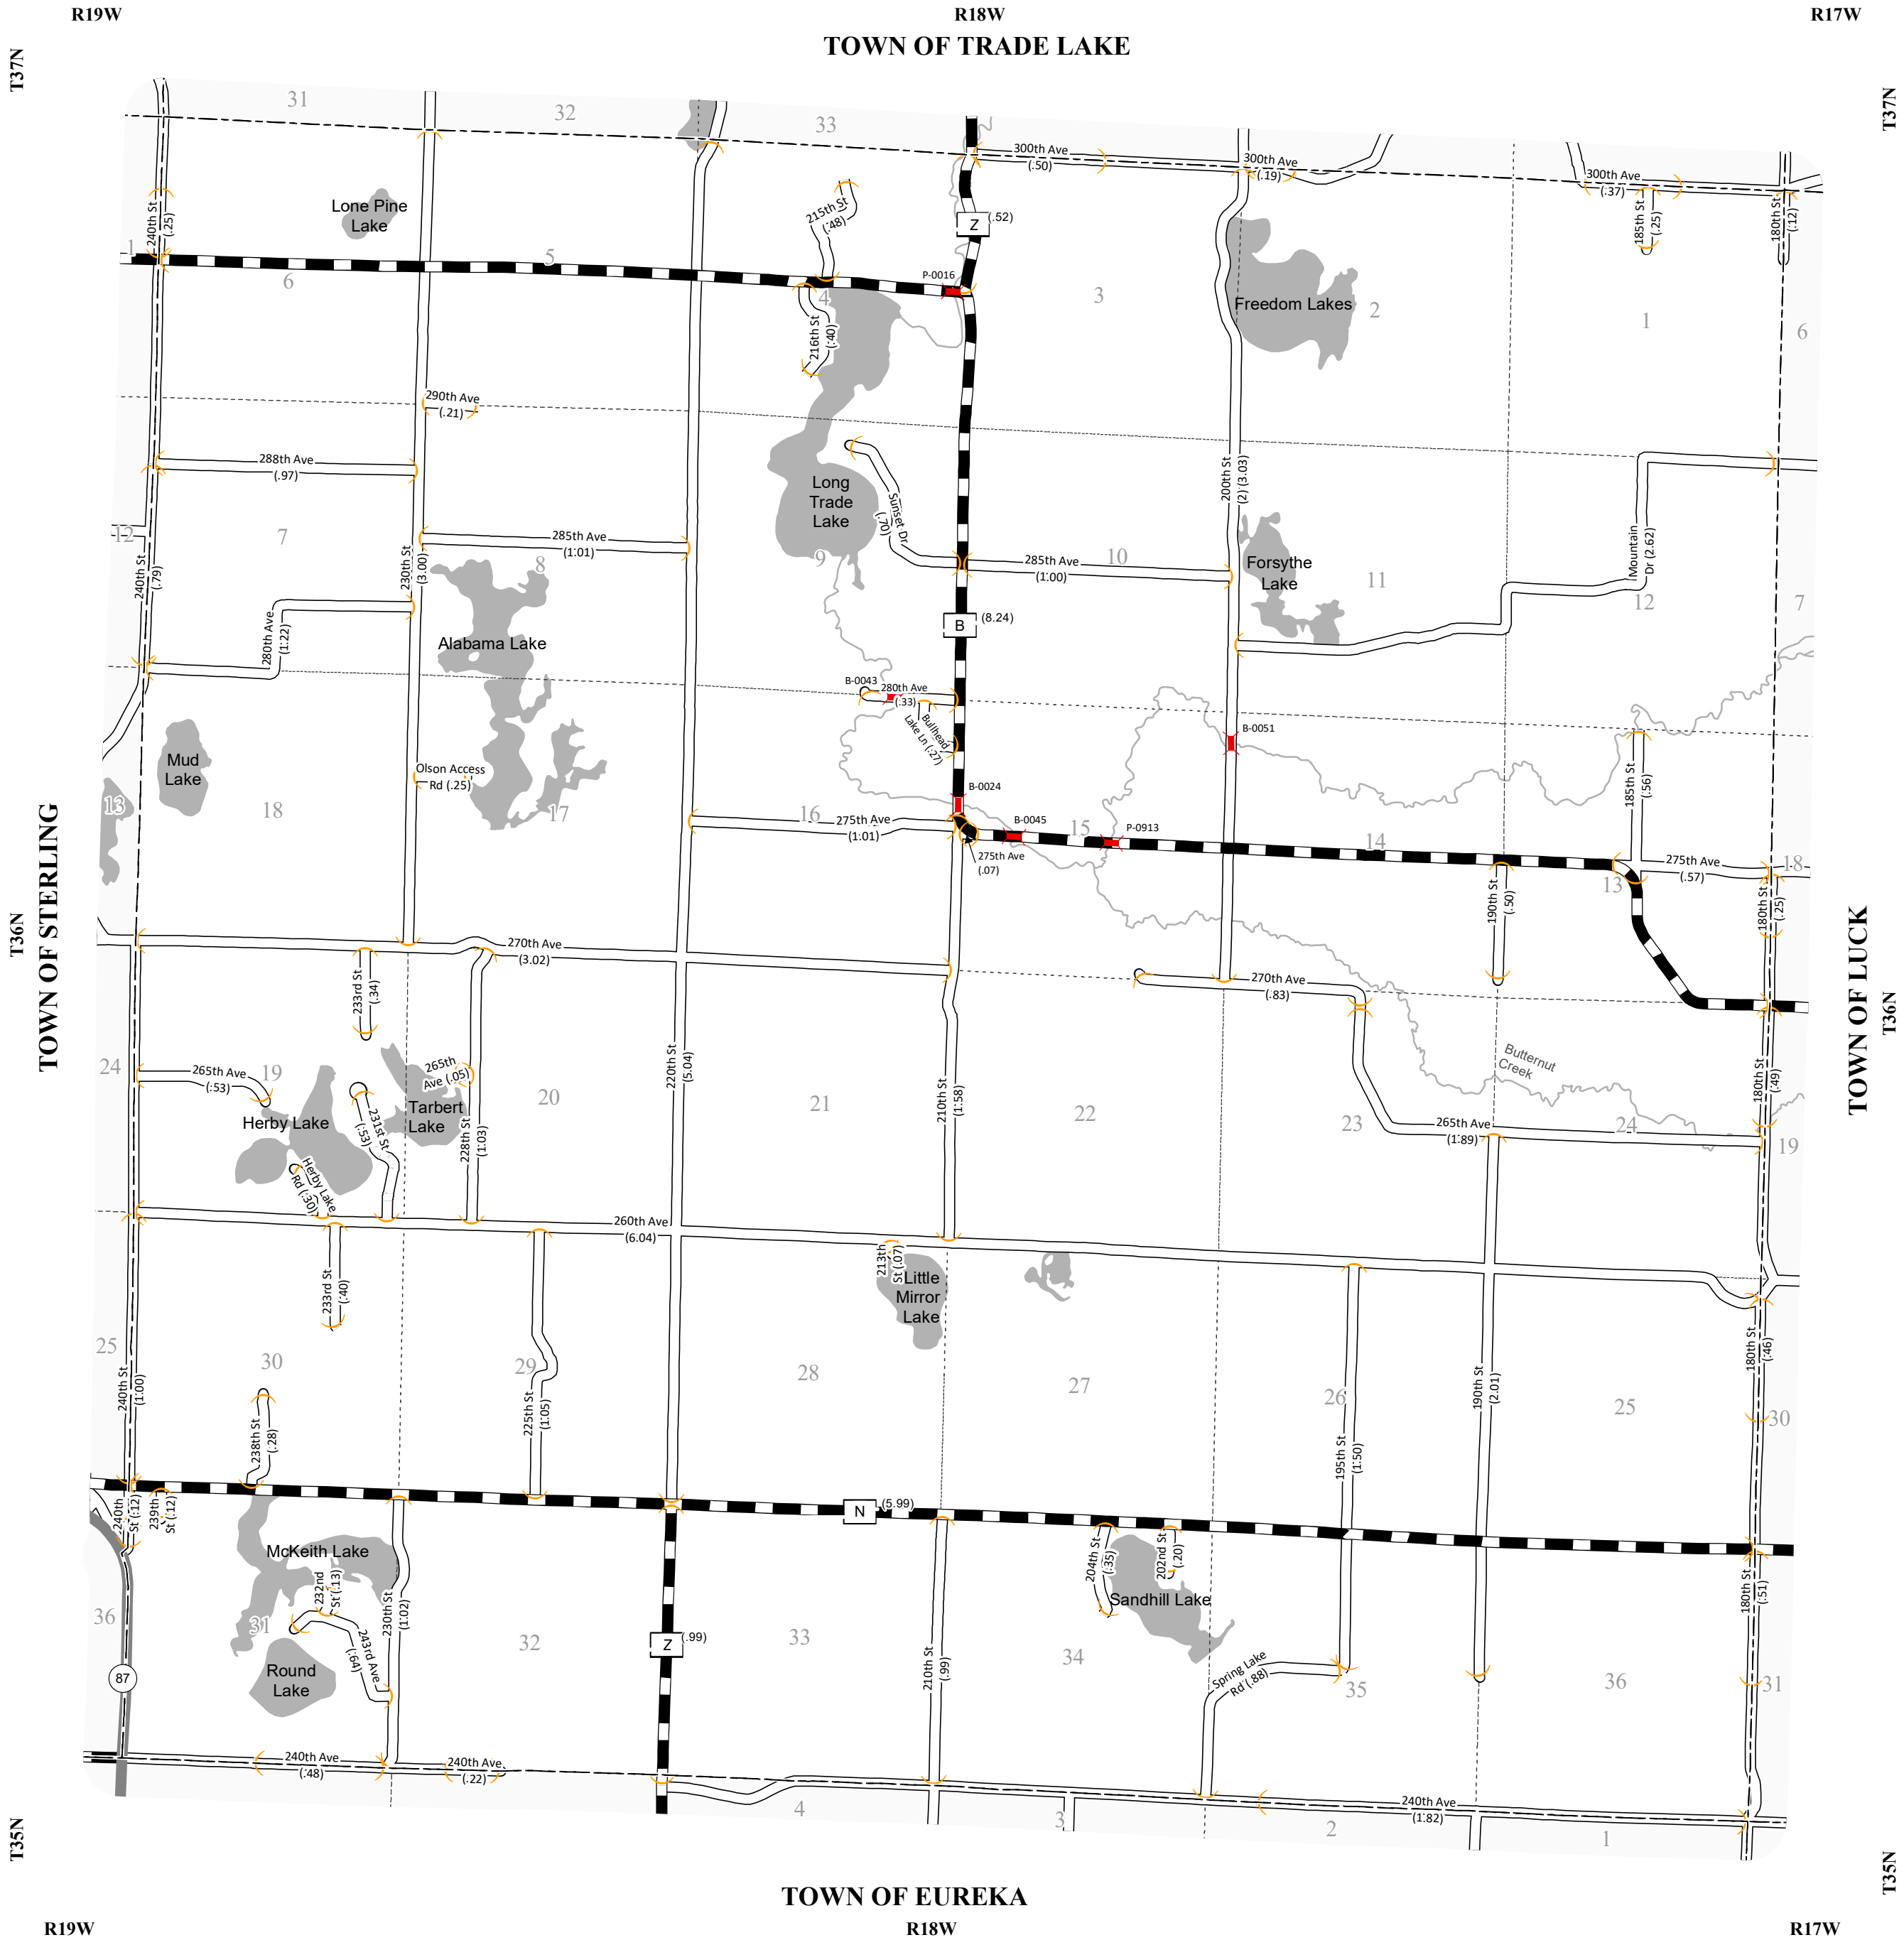 R19W
R18W
R17W
TOWN OF TRADE LAKE
T37N
T37N
31
32
33
300th Ave
(.50)
300th Ave
(.19)
300th Ave
(.37)
240th St
(.25)
Lone Pine
Lake
215th St
(.48)
Z
(.52)
185th St
(.25)
180th St
(.12)
1
6
5
4
P-0016
3
Freedom Lakes
2
1
6
216th St
(.40)
290th Ave
(.21)
288th Ave
(.97)
Long
Trade
Lake
Sunset Dr
(.70)
200th St
(2) (3.03)
12
7
285th Ave
(1.01)
8
9
285th Ave
(1.00)
10
Forsythe
Lake
11
Mountain
Dr (2.62)
12
7
240th St
(.79)
230th St
(3.00)
280th Ave
(1.22)
Alabama Lake
B
(8.24)
B-0043
280th Ave
(.33)
Bullhead
Lake Ln (.27)
B-0051
Mud
Lake
Olson Access
Rd (.25)
185th St
(.56)
13
18
17
16
275th Ave
(1.01)
B-0024
B-0045
15
P-0913
275th Ave
(.07)
14
13
275th Ave
(.57)
18
TOWN OF STERLING
T36N
190th St
(.50)
180th St
(.25)
270th Ave
(3.02)
270th Ave
(.83)
TOWN OF LUCK
T36N
233rd St
(.34)
24
265th Ave
(.53)
19
265th
Ave (.05)
Tarbert
Lake
Herby Lake
231st St
(.53)
228th St
(1.03)
20
220th St
(5.04)
21
210th St
(1.58)
22
23
Butternut
Creek
265th Ave
(1.89)
24
180th St
(.49)
19
Herby Lake
Rd (.30)
260th Ave
(6.04)
233rd St
(.40)
213th
St (.07)
Little
Mirror
Lake
25
30
29
28
27
26
25
30
240th St
(1.00)
225th St
(1.05)
195th St
(1.50)
190th St
(2.01)
180th St
(.46)
238th St
(.28)
240th
St (.12)
239th
St (.12)
N
(5.99)
McKeith Lake
232nd
St (.13)
230th St
(1.02)
204th St
(.35)
202nd St
(.20)
Sandhill Lake
180th St
(.51)
36
31
243rd Ave
(.64)
32
Z
(.99)
33
210th St
(.99)
34
Spring Lake
Rd (.88)
35
36
31
87
Round
Lake
240th Ave
(.48)
240th Ave
(.22)
240th Ave
(1.82)
4
3
2
1
T35N
T35N
TOWN OF EUREKA
R19W
R18W
R17W